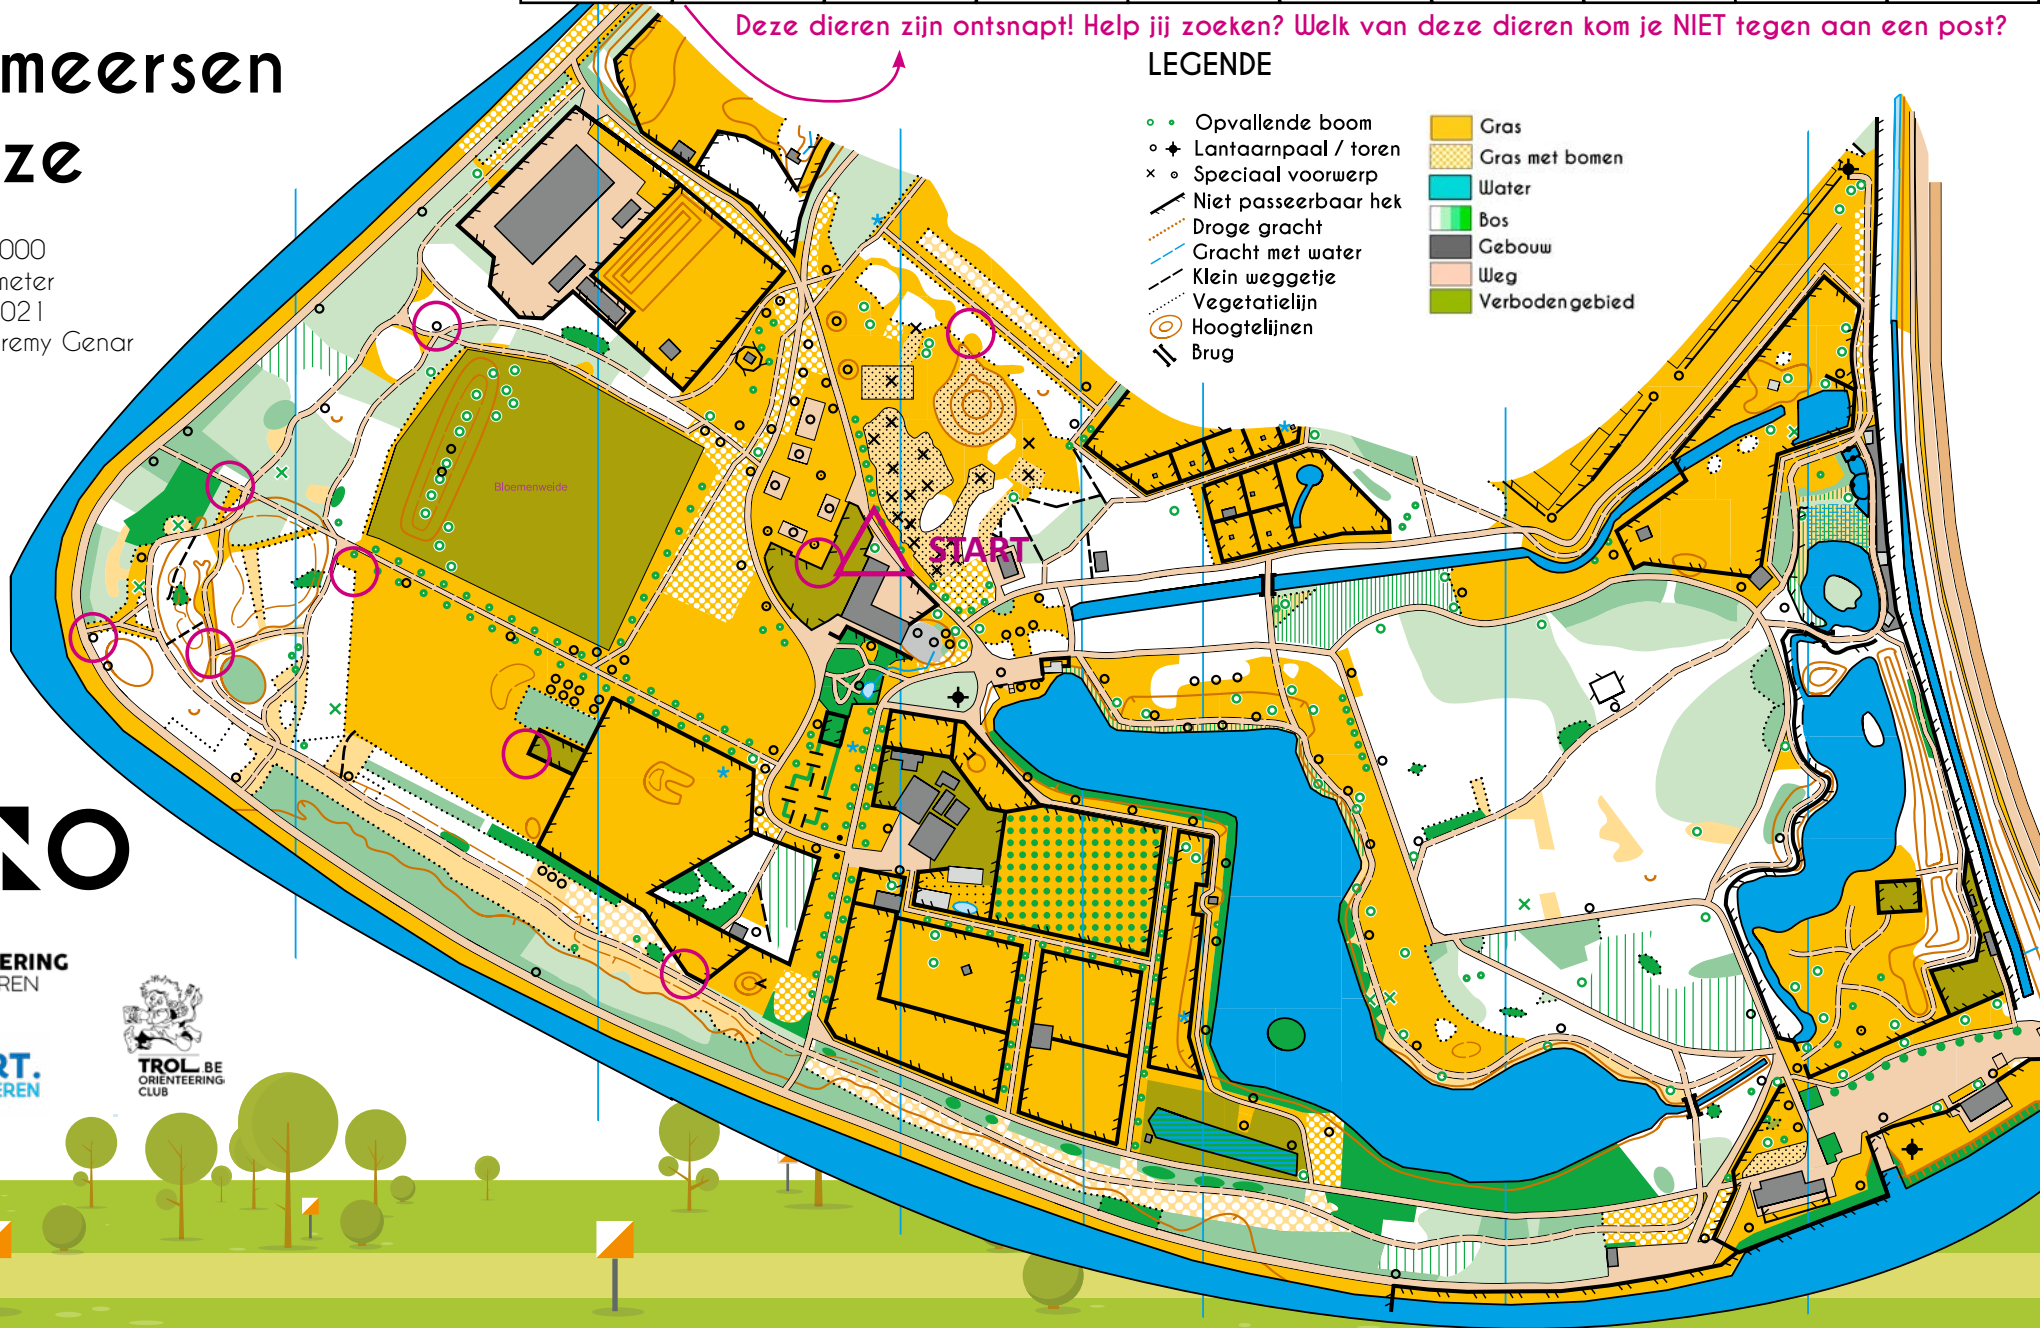 Deze dieren zijn ontsnapt! Help jij zoeken? Welk van deze dieren kom je NIET tegen aan een post?
meersen
ze
000
meter
021
remy Genar
LEGENDE
Opvallende boom
Lantaarnpaal / toren
Speciaal voorwerp
Niet passeerbaar hek
Droge gracht
Gracht met water
Klein weggetje
Vegetatielijn
Hoogtelijnen
Brug
Gras
Gras met bomen
Water
Bos
Gebouw
Weg
Verboden gebied
Bloemenweide
START
NO
ERING
REN
RT.
EREN
TROL.BE
ORIENTEERING
CLUB